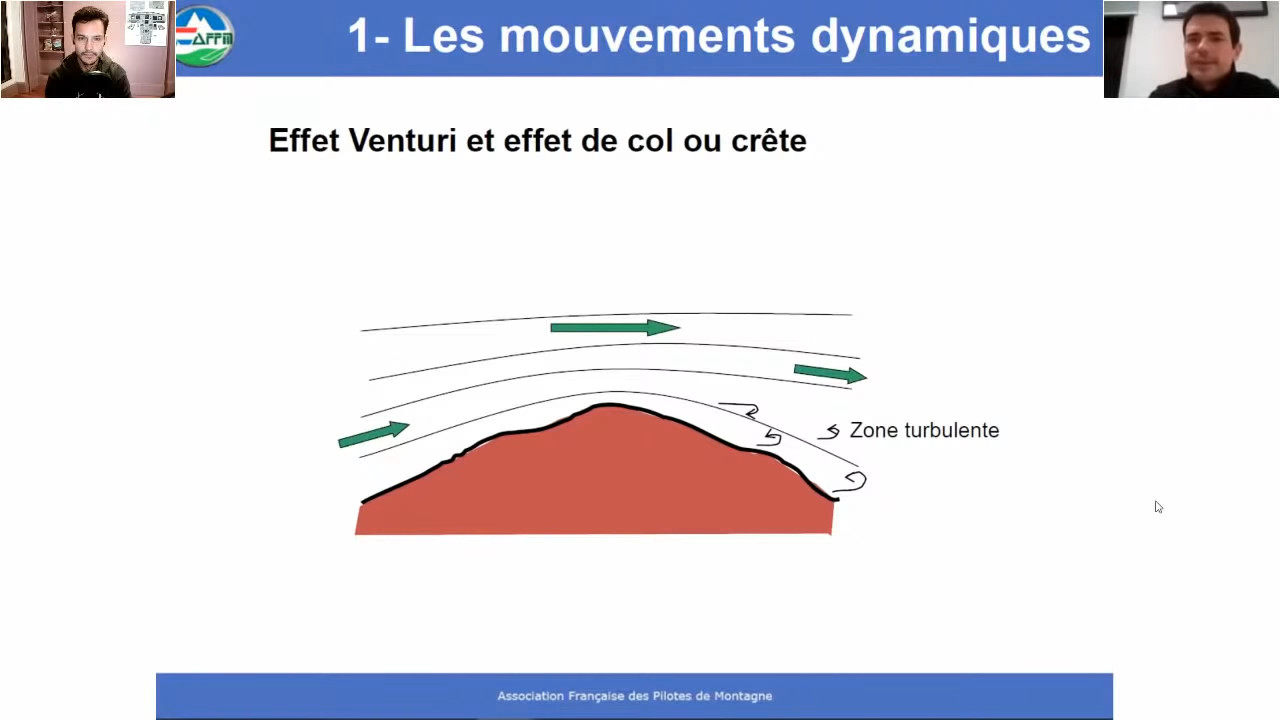 AFFM
1- Les mouvements dynamiques
Effet Venturi et effet de col ou crête
Zone turbulente
Association Française des Pilotes de Montagne